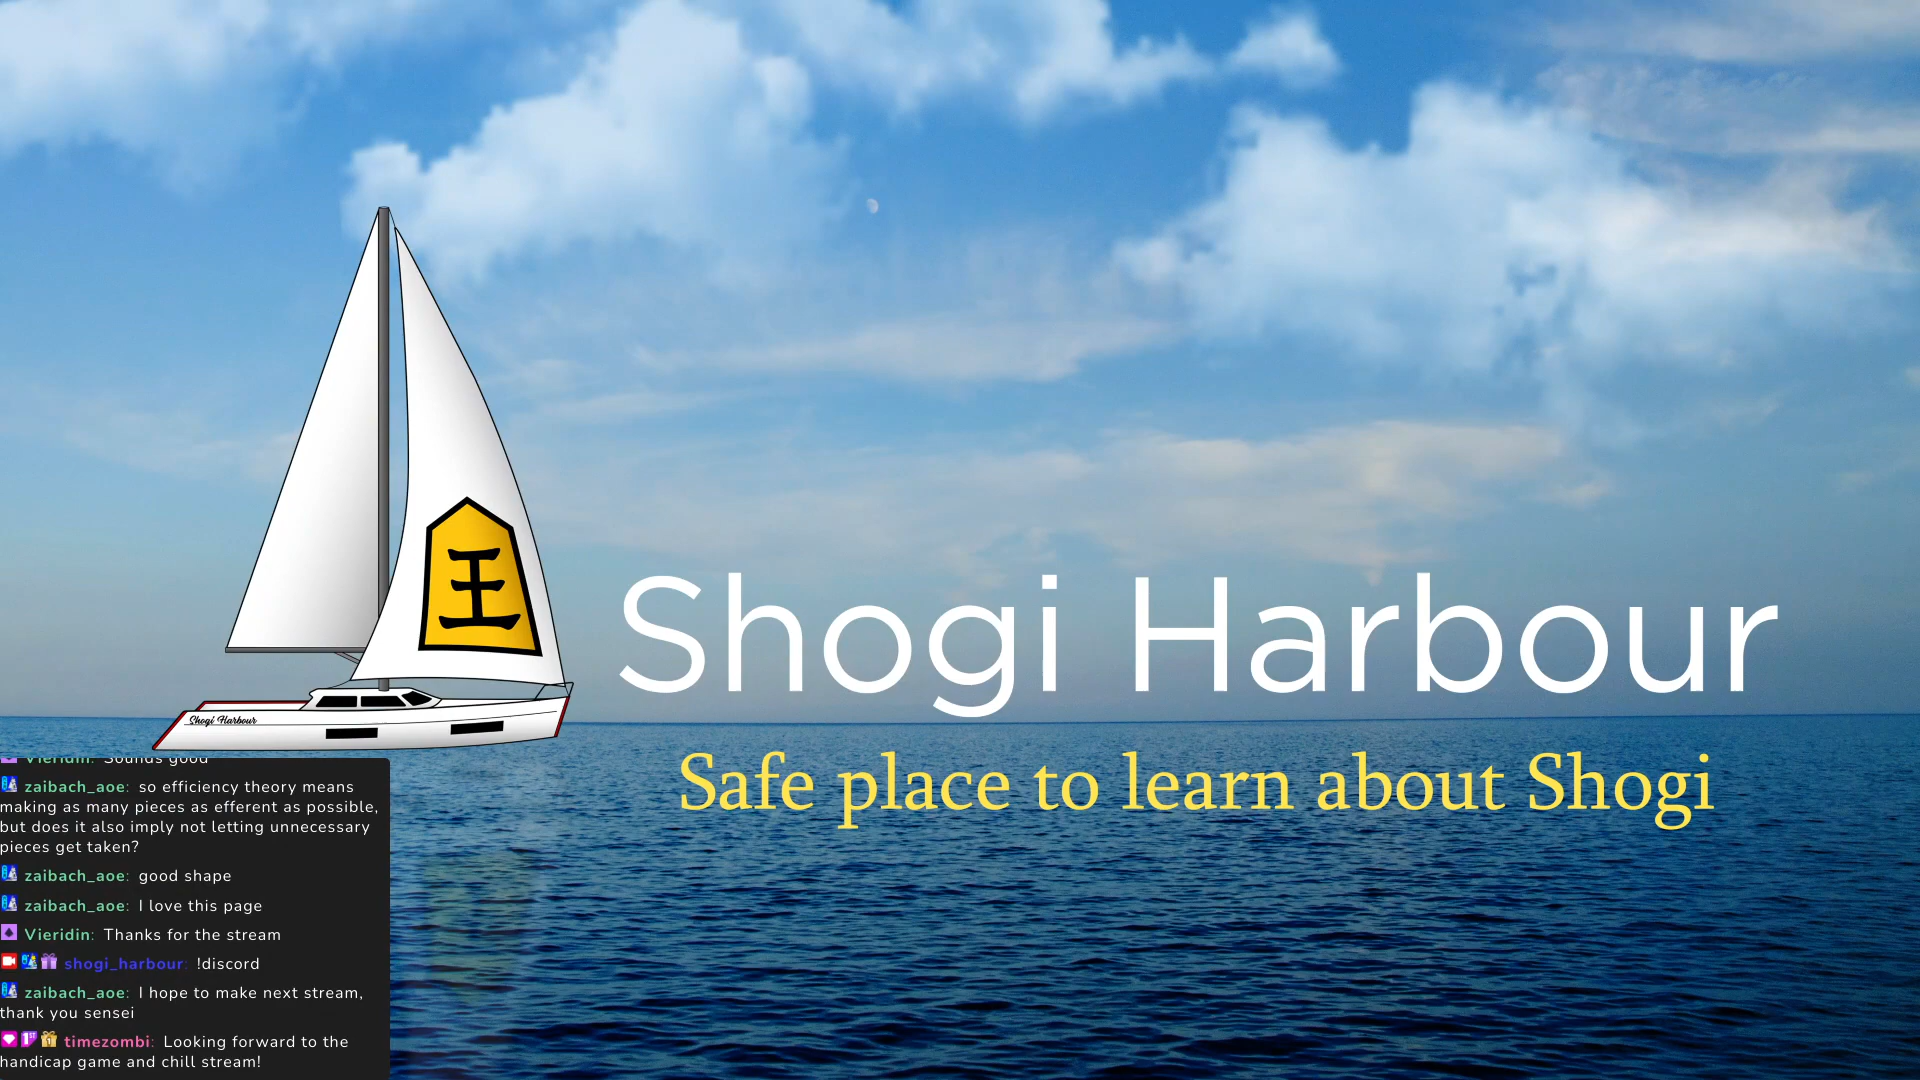 王
Shogi Harbour
Shogi Harbour
Safe place to learn about Shogi
Vieridin: Sounds good
zaibach_aoe: so efficiency theory means
making as many pieces as efferent as possible,
but does it also imply not letting unnecessary
pieces get taken?
zaibach_aoe: good shape
zaibach_aoe: I love this page
Vieridin: Thanks for the stream
shogi_harbour: !discord
zaibach_aoe: I hope to make next stream,
thank you sensei
timezombi: Looking forward to the
handicap game and chill stream!